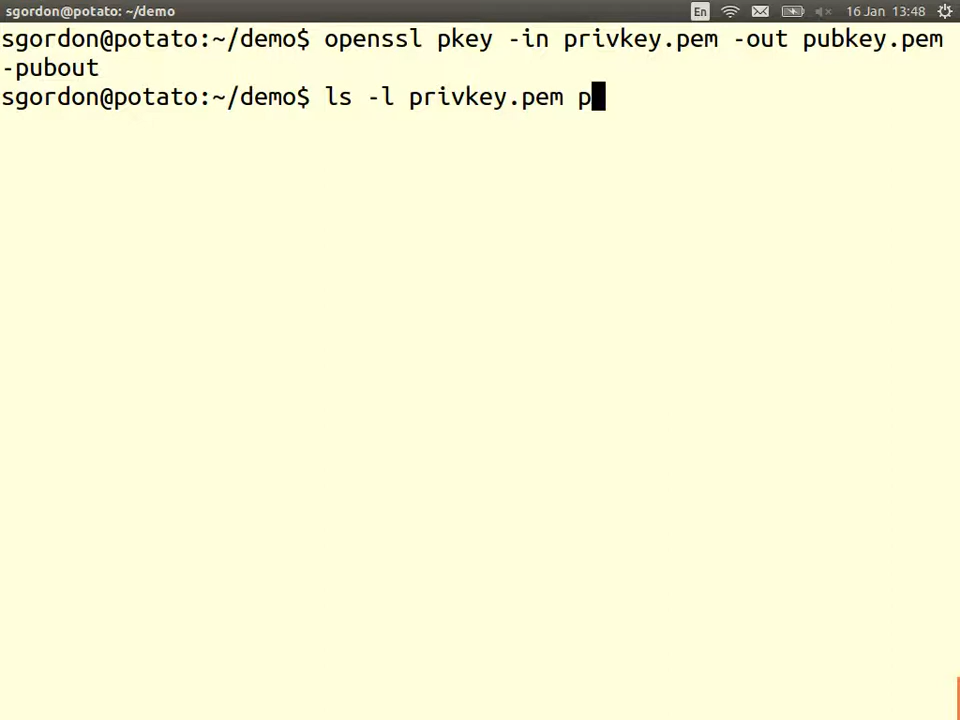 sgordon@potato: ~/demo En 16 Jan 13:48
sgordon@potato:~/demo$ openssl pkey -in privkey.pem -out pubkey.pem
-pubout
sgordon@potato:~/demo$ ls -l privkey.pem p